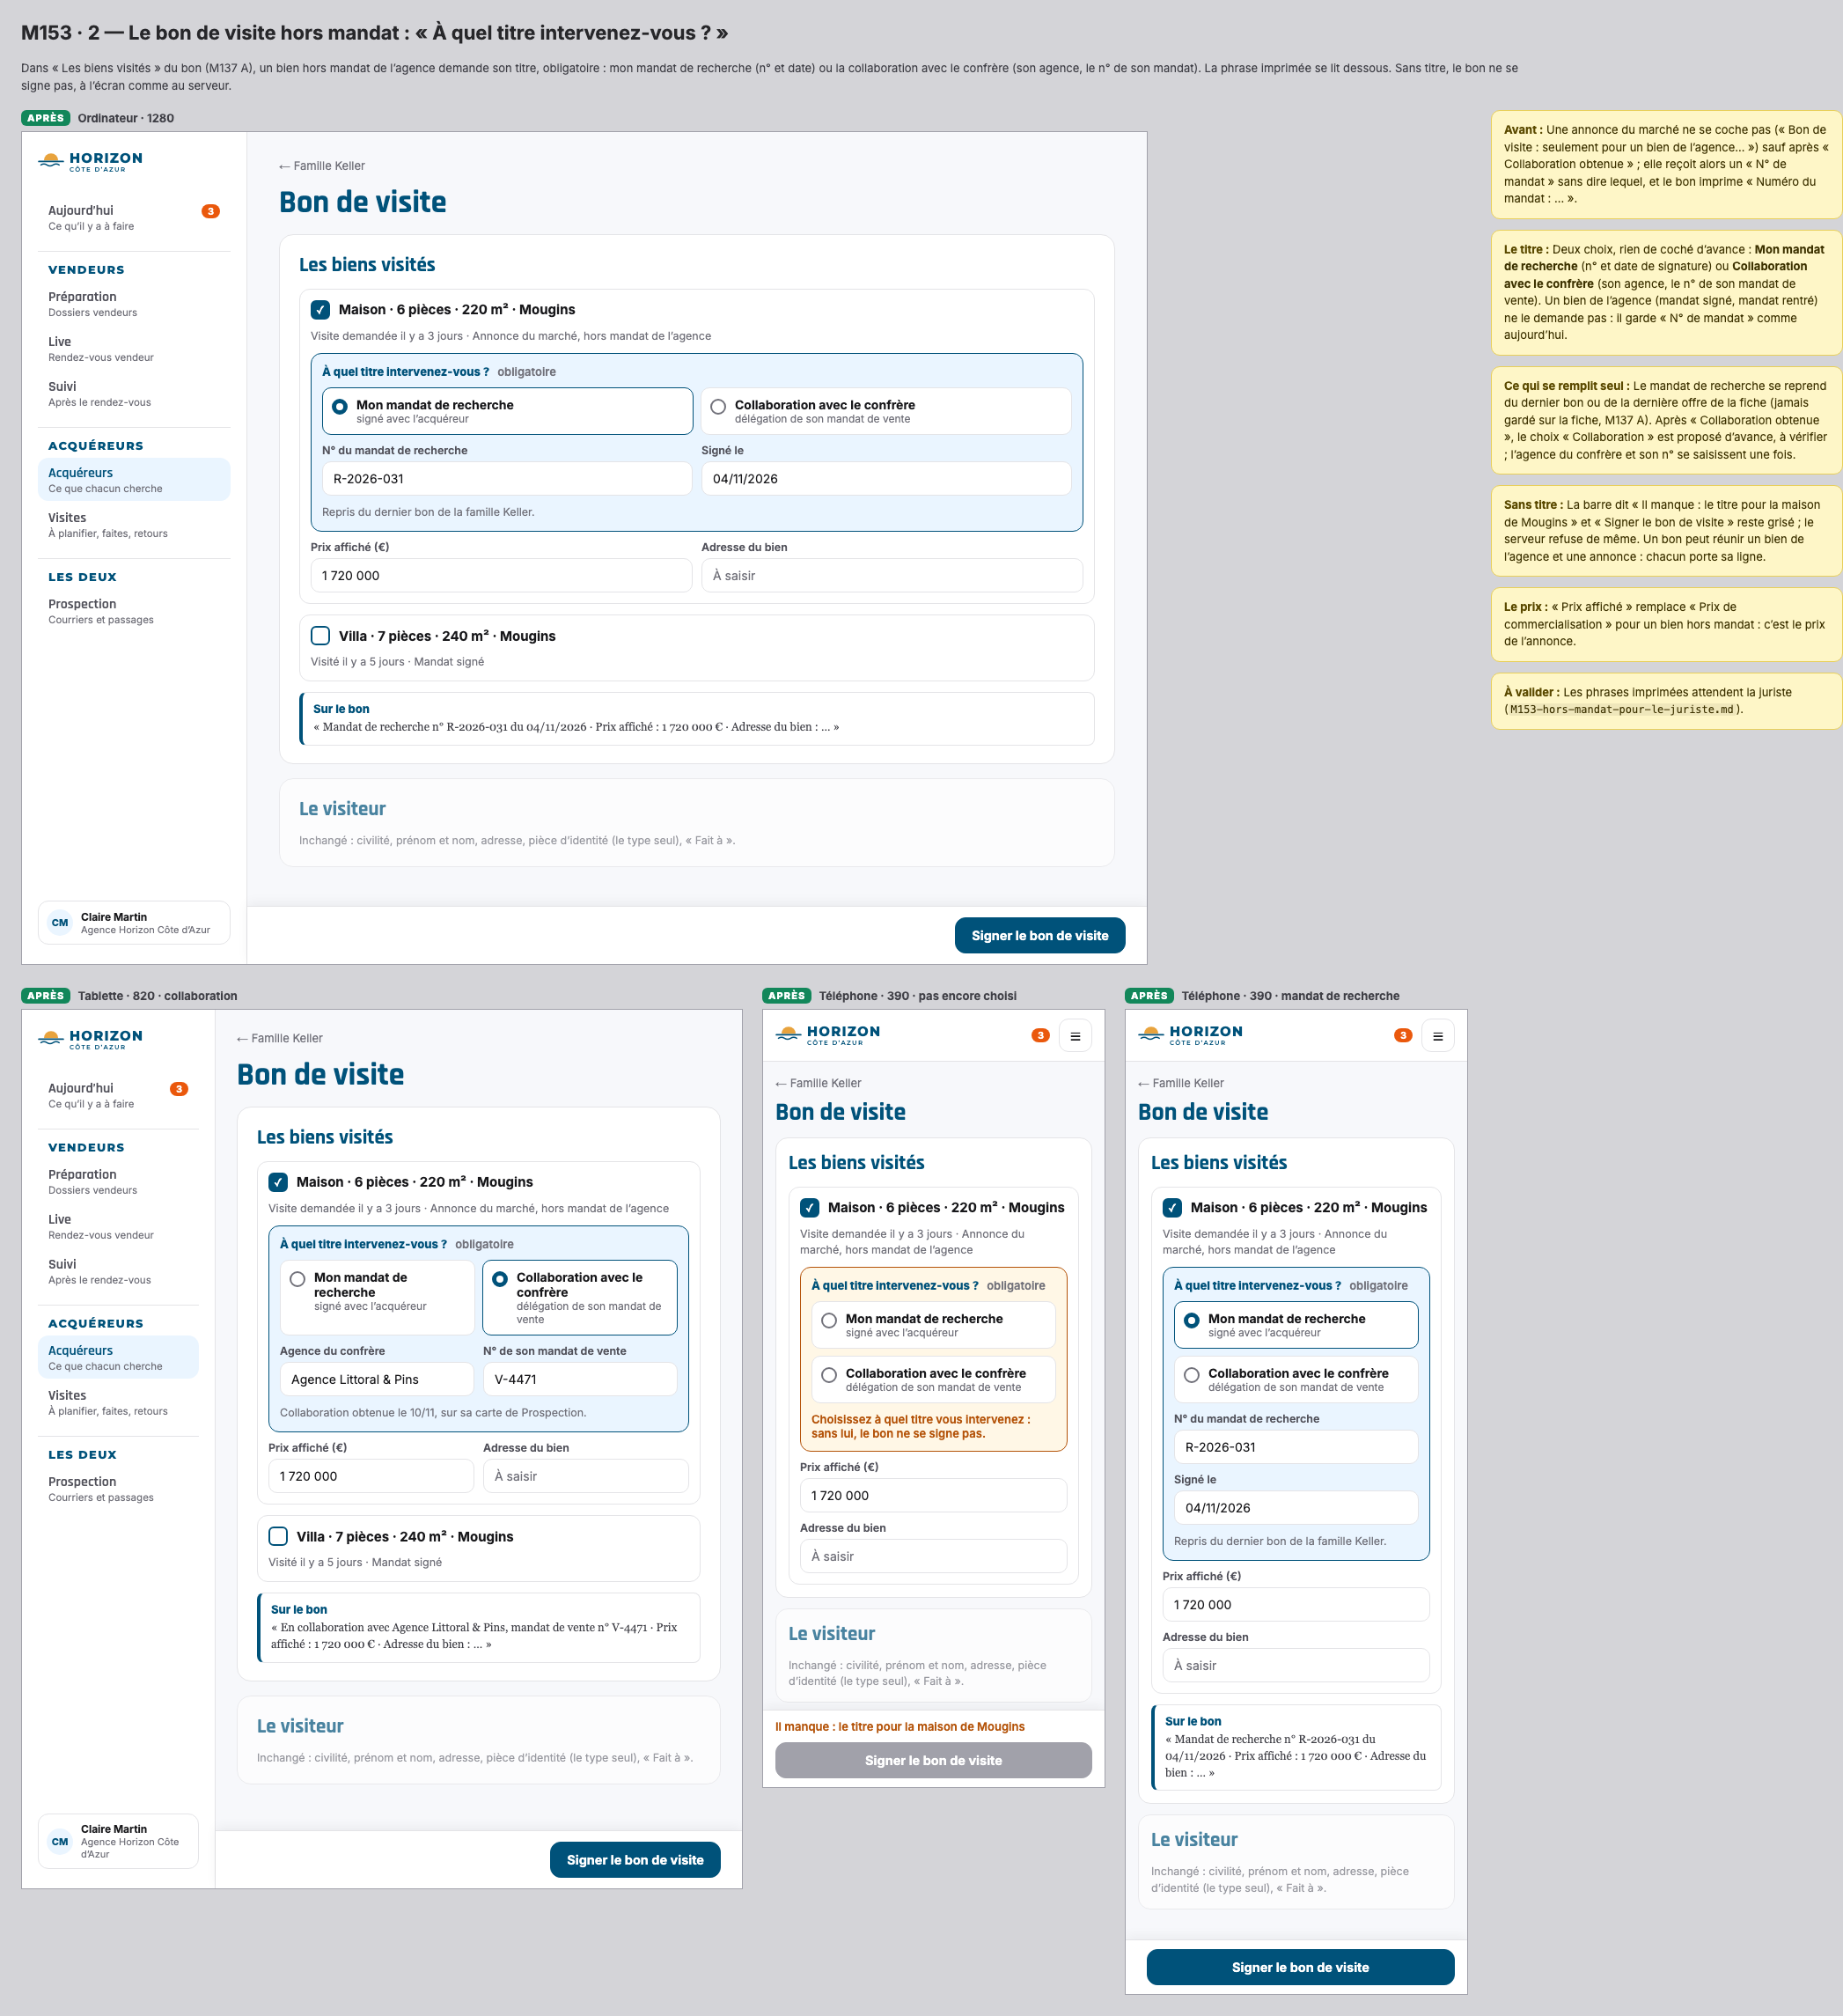 M153 · 2 — Le bon de visite hors mandat : « À quel titre intervenez-vous ? »
Dans « Les biens visités » du bon (M137 A), un bien hors mandat de l’agence demande son titre, obligatoire : mon mandat de recherche (n° et date) ou la collaboration avec le confrère (son agence, le n° de son mandat). La phrase imprimée se lit dessous. Sans titre, le bon ne se
signe pas, à l’écran comme au serveur.
APRÈS Ordinateur · 1280
HORIZON
CÔTE D’AZUR
Aujourd’hui 3
Ce qu’il y a à faire
VENDEURS
Préparation
Dossiers vendeurs
Live
Rendez-vous vendeur
Suivi
Après le rendez-vous
ACQUÉREURS
Acquéreurs
Ce que chacun cherche
Visites
À planifier, faites, retours
LES DEUX
Prospection
Courriers et passages
CM Claire Martin
Agence Horizon Côte d’Azur
← Famille Keller
Bon de visite
Les biens visités
✓ Maison · 6 pièces · 220 m² · Mougins
Visite demandée il y a 3 jours · Annonce du marché, hors mandat de l’agence
À quel titre intervenez-vous ? obligatoire
Mon mandat de recherche
signé avec l’acquéreur
Collaboration avec le confrère
délégation de son mandat de vente
N° du mandat de recherche
R-2026-031
Signé le
04/11/2026
Repris du dernier bon de la famille Keller.
Prix affiché (€)
1 720 000
Adresse du bien
À saisir
Villa · 7 pièces · 240 m² · Mougins
Visité il y a 5 jours · Mandat signé
Sur le bon
« Mandat de recherche n° R-2026-031 du 04/11/2026 · Prix affiché : 1 720 000 € · Adresse du bien : … »
Le visiteur
Inchangé : civilité, prénom et nom, adresse, pièce d’identité (le type seul), « Fait à ».
Signer le bon de visite
Avant : Une annonce du marché ne se coche pas (« Bon de
visite : seulement pour un bien de l’agence… ») sauf après «
Collaboration obtenue » ; elle reçoit alors un « N° de
mandat » sans dire lequel, et le bon imprime « Numéro du
mandat : … ».
Le titre : Deux choix, rien de coché d’avance : Mon mandat
de recherche (n° et date de signature) ou Collaboration
avec le confrère (son agence, le n° de son mandat de
vente). Un bien de l’agence (mandat signé, mandat rentré)
ne le demande pas : il garde « N° de mandat » comme
aujourd’hui.
Ce qui se remplit seul : Le mandat de recherche se reprend
du dernier bon ou de la dernière offre de la fiche (jamais
gardé sur la fiche, M137 A). Après « Collaboration obtenue
», le choix « Collaboration » est proposé d’avance, à vérifier
; l’agence du confrère et son n° se saisissent une fois.
Sans titre : La barre dit « Il manque : le titre pour la maison
de Mougins » et « Signer le bon de visite » reste grisé ; le
serveur refuse de même. Un bon peut réunir un bien de
l’agence et une annonce : chacun porte sa ligne.
Le prix : « Prix affiché » remplace « Prix de
commercialisation » pour un bien hors mandat : c’est le prix
de l’annonce.
À valider : Les phrases imprimées attendent la juriste
(M153-hors-mandat-pour-le-juriste.md).
APRÈS Tablette · 820 · collaboration
HORIZON
CÔTE D’AZUR
Aujourd’hui 3
Ce qu’il y a à faire
VENDEURS
Préparation
Dossiers vendeurs
Live
Rendez-vous vendeur
Suivi
Après le rendez-vous
ACQUÉREURS
Acquéreurs
Ce que chacun cherche
Visites
À planifier, faites, retours
LES DEUX
Prospection
Courriers et passages
CM Claire Martin
Agence Horizon Côte
d’Azur
← Famille Keller
Bon de visite
Les biens visités
✓ Maison · 6 pièces · 220 m² · Mougins
Visite demandée il y a 3 jours · Annonce du marché, hors mandat de l’agence
À quel titre intervenez-vous ? obligatoire
Mon mandat de
recherche
signé avec l’acquéreur
Collaboration avec le
confrère
délégation de son mandat de
vente
Agence du confrère
Agence Littoral & Pins
N° de son mandat de vente
V-4471
Collaboration obtenue le 10/11, sur sa carte de Prospection.
Prix affiché (€)
1 720 000
Adresse du bien
À saisir
Villa · 7 pièces · 240 m² · Mougins
Visité il y a 5 jours · Mandat signé
Sur le bon
« En collaboration avec Agence Littoral & Pins, mandat de vente n° V-4471 · Prix
affiché : 1 720 000 € · Adresse du bien : … »
Le visiteur
Inchangé : civilité, prénom et nom, adresse, pièce d’identité (le type seul), « Fait à ».
Signer le bon de visite
APRÈS Téléphone · 390 · pas encore choisi
HORIZON
CÔTE D’AZUR
3 ☰
← Famille Keller
Bon de visite
Les biens visités
✓ Maison · 6 pièces · 220 m² · Mougins
Visite demandée il y a 3 jours · Annonce du
marché, hors mandat de l’agence
À quel titre intervenez-vous ? obligatoire
Mon mandat de recherche
signé avec l’acquéreur
Collaboration avec le confrère
délégation de son mandat de vente
Choisissez à quel titre vous intervenez :
sans lui, le bon ne se signe pas.
Prix affiché (€)
1 720 000
Adresse du bien
À saisir
Le visiteur
Inchangé : civilité, prénom et nom, adresse, pièce
d’identité (le type seul), « Fait à ».
Il manque : le titre pour la maison de Mougins
Signer le bon de visite
APRÈS Téléphone · 390 · mandat de recherche
HORIZON
CÔTE D’AZUR
3 ☰
← Famille Keller
Bon de visite
Les biens visités
✓ Maison · 6 pièces · 220 m² · Mougins
Visite demandée il y a 3 jours · Annonce du
marché, hors mandat de l’agence
À quel titre intervenez-vous ? obligatoire
Mon mandat de recherche
signé avec l’acquéreur
Collaboration avec le confrère
délégation de son mandat de vente
N° du mandat de recherche
R-2026-031
Signé le
04/11/2026
Repris du dernier bon de la famille Keller.
Prix affiché (€)
1 720 000
Adresse du bien
À saisir
Sur le bon
« Mandat de recherche n° R-2026-031 du
04/11/2026 · Prix affiché : 1 720 000 € · Adresse du
bien : … »
Le visiteur
Inchangé : civilité, prénom et nom, adresse, pièce
d’identité (le type seul), « Fait à ».
Signer le bon de visite